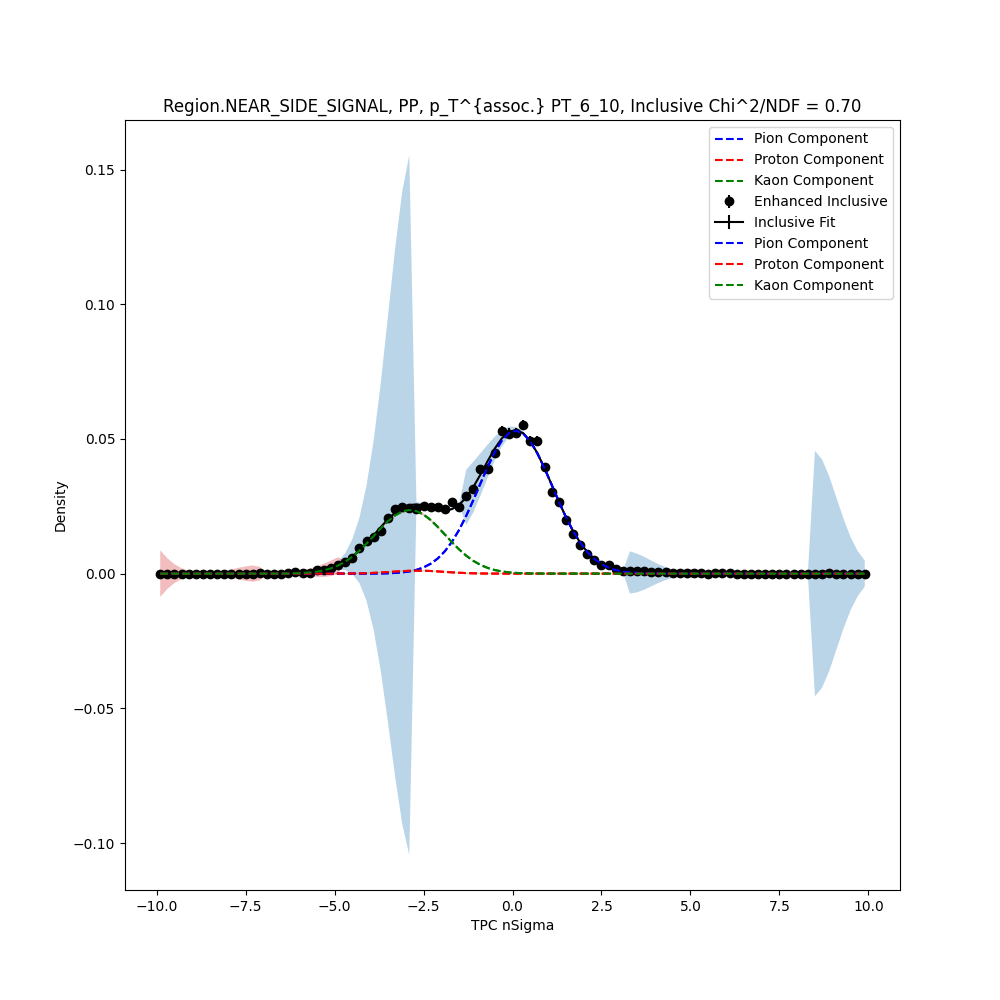 Region.NEAR_SIDE_SIGNAL, PP, p_T^{assoc.} PT_6_10, Inclusive Chi^2/NDF = 0.70
Pion Component
Proton Component
Kaon Component
Enhanced Inclusive
Inclusive Fit
Pion Component
Proton Component
Kaon Component
0.15
0.10
0.05
0.00
−0.05
−0.10
Density
−10.0 −7.5 −5.0 −2.5 0.0 2.5 5.0 7.5 10.0
TPC nSigma